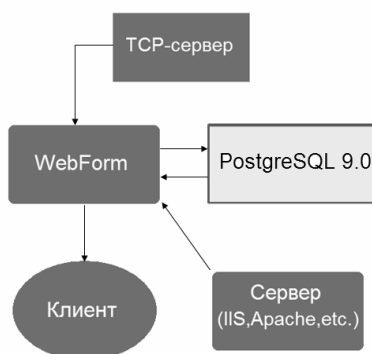 TCP-сервер
WebForm
PostgreSQL 9.0
Клиент
Сервер
(IIS,Apache,etc.)